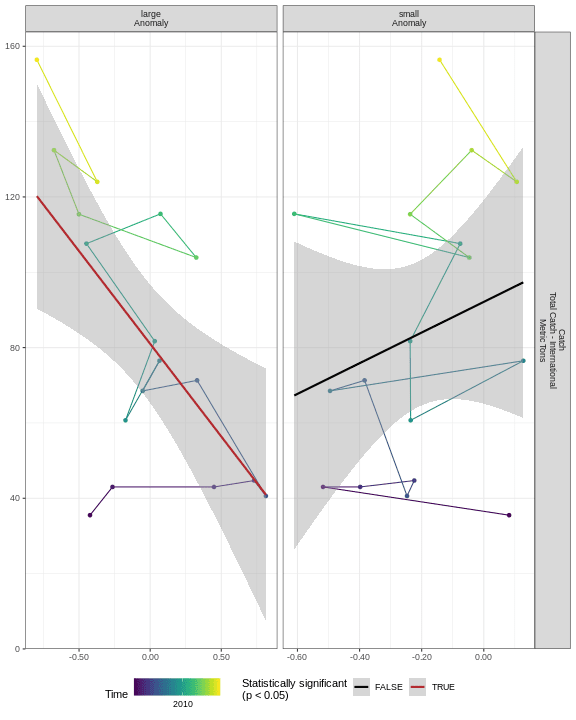 large
Anomaly
small
Anomaly
160
120
80
40
0
Catch
Total Catch - International
Metric Tons
-0.50
0.00
0.50
-0.60
-0.40
-0.20
0.00
Time
2010
Statistically significant
(p < 0.05)
FALSE
TRUE